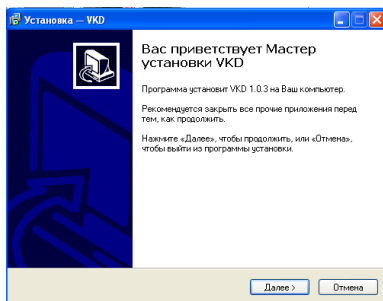 Установка — VKD
Вас приветствует Мастер
установки VKD
Программа установит VKD 1.0.3 на Ваш компьютер.
Рекомендуется закрыть все прочие приложения перед
тем, как продолжить.
Нажмите «Далее», чтобы продолжить, или «Отмена»,
чтобы выйти из программы установки.
Далее >
Отмена